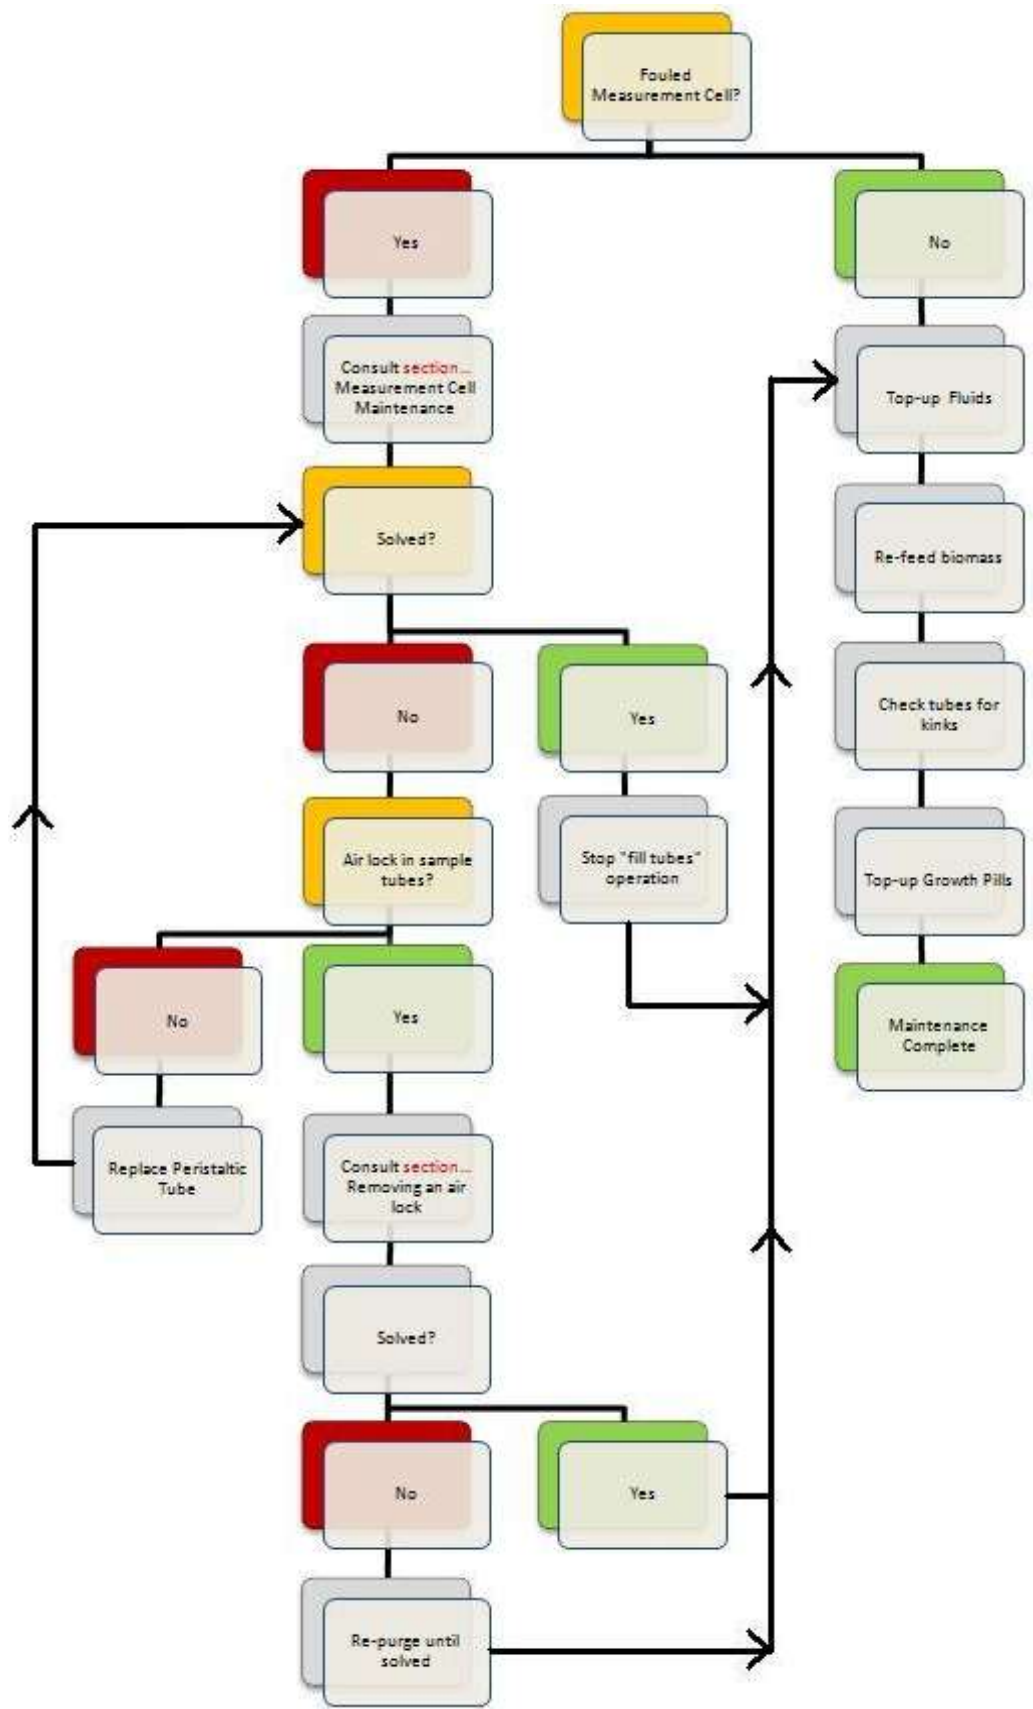 Fouled
Measurement Cell?
Yes
No
Consult section...
Measurement Cell
Maintenance
Top-up Fluids
Solved?
Re-feed biomass
No
Yes
Check tubes for
kinks
Air lock in sample
tubes?
Stop "fill tubes"
operation
Top-up Growth Pills
No
Yes
Maintenance
Complete
Replace Peristaltic
Tube
Consult section...
Removing an air
lock
Solved?
No
Yes
Re-purge until
solved